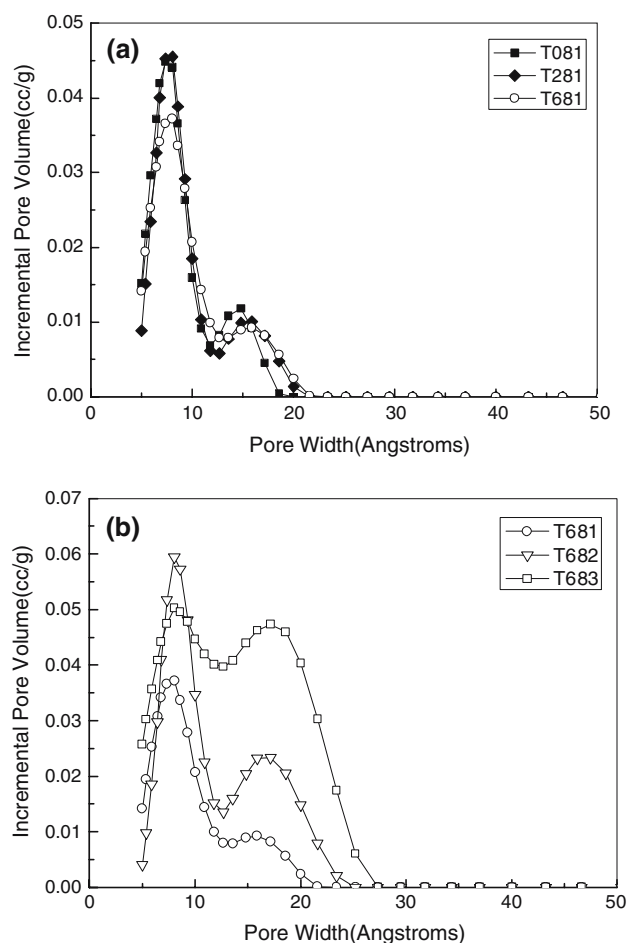 (a)
T081
T281
T681
Incremental Pore Volume(cc/g)
0.05
0.04
0.03
0.02
0.01
0.00
0 10 20 30 40 50
Pore Width(Angstroms)
(b)
T681
T682
T683
Incremental Pore Volume(cc/g)
0.07
0.06
0.05
0.04
0.03
0.02
0.01
0.00
0 10 20 30 40 50
Pore Width(Angstroms)